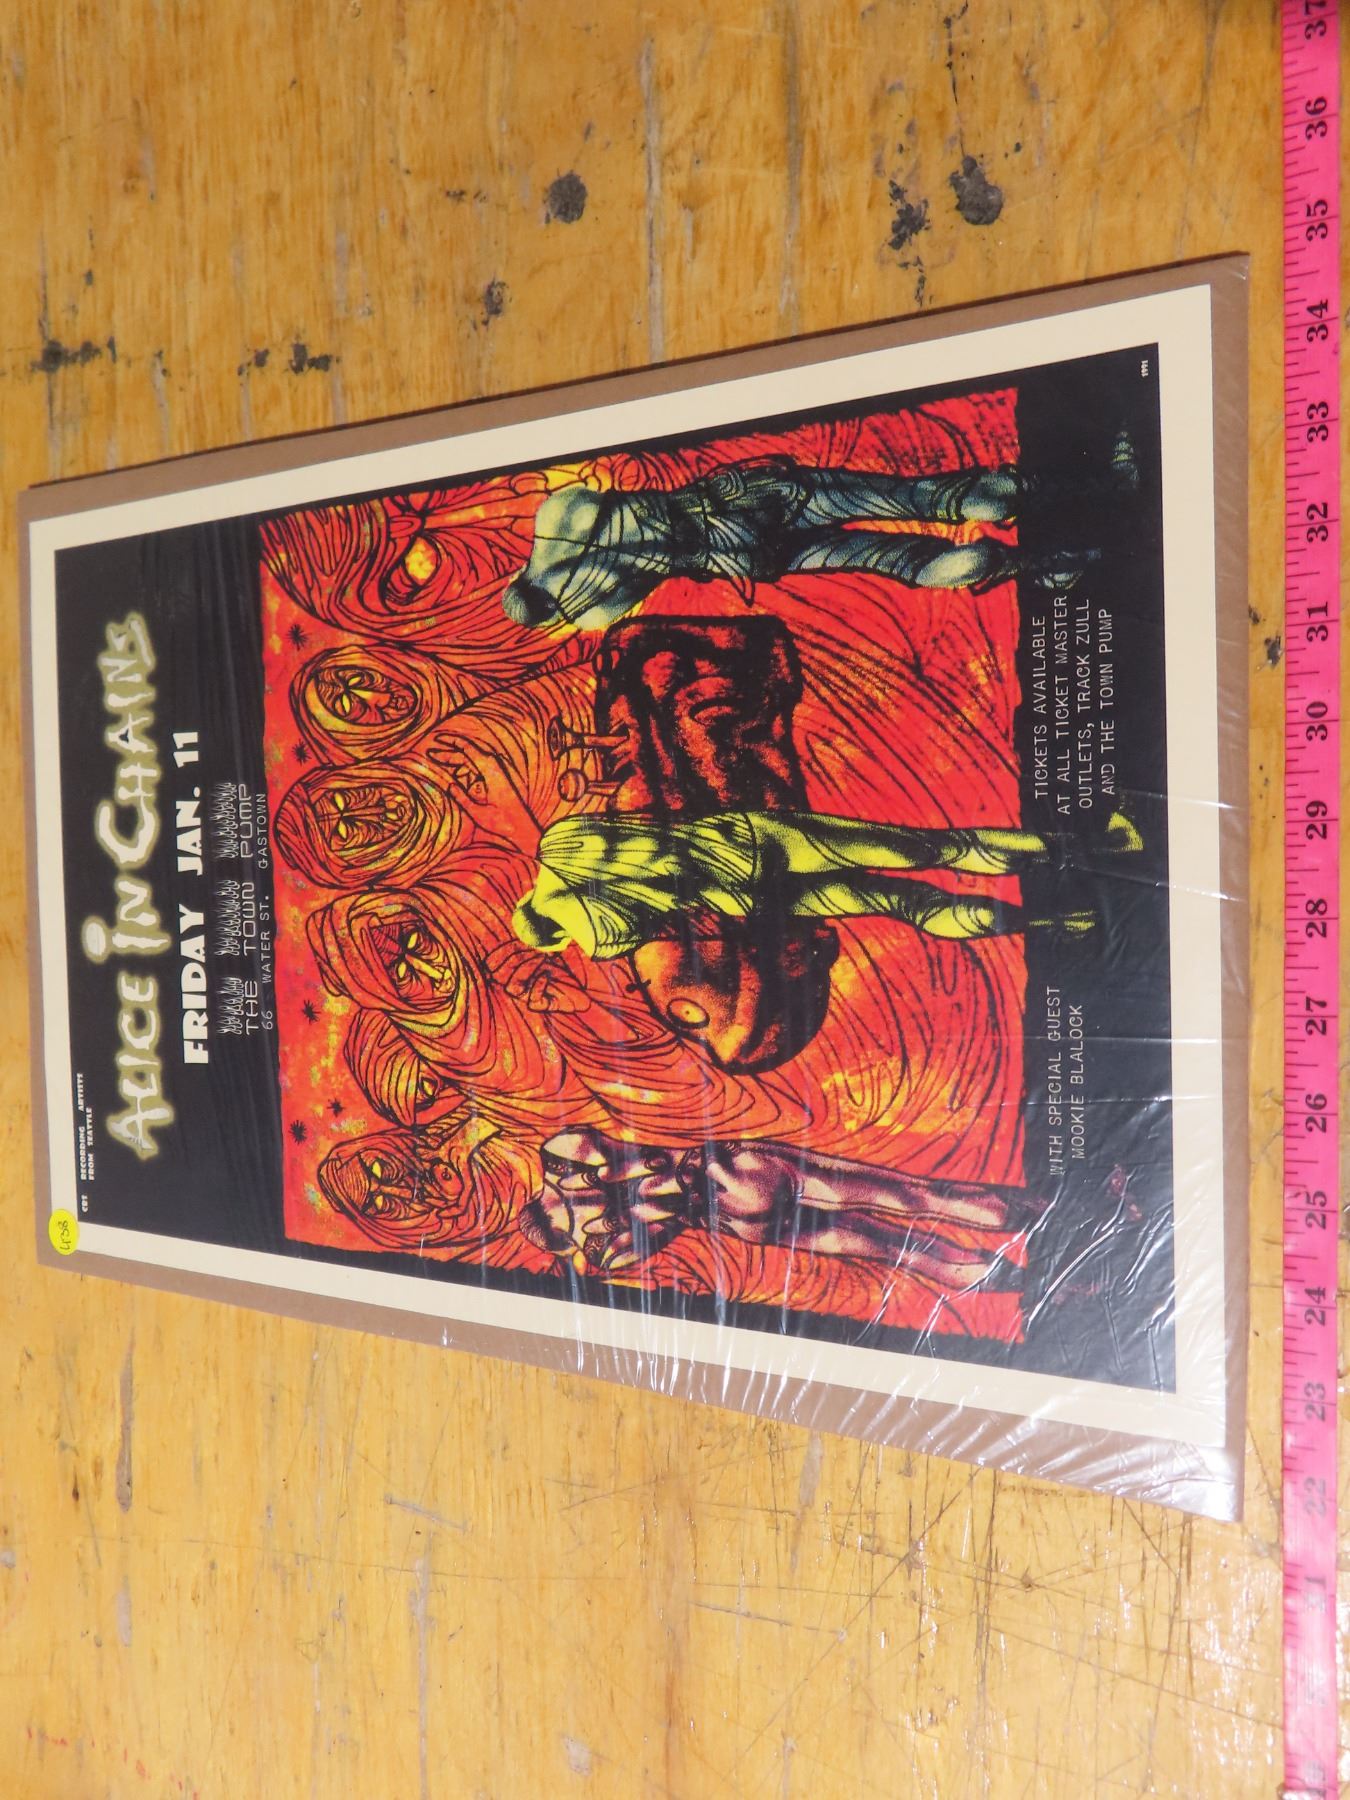 CBS RECORDING ARTISTS
FROM SEATTLE
ALICE IN CHAINS
FRIDAY JAN. 11
THE TOWN PUMP
66 WATER ST. GASTOWN
WITH SPECIAL GUEST
MOOKIE BLALOCK
TICKETS AVAILABLE
AT ALL TICKET MASTER
OUTLETS, TRACK ZULL
AND THE TOWN PUMP
1991
438
37
36
35
34
33
32
31
30
29
28
27
26
25
24
23
22
21